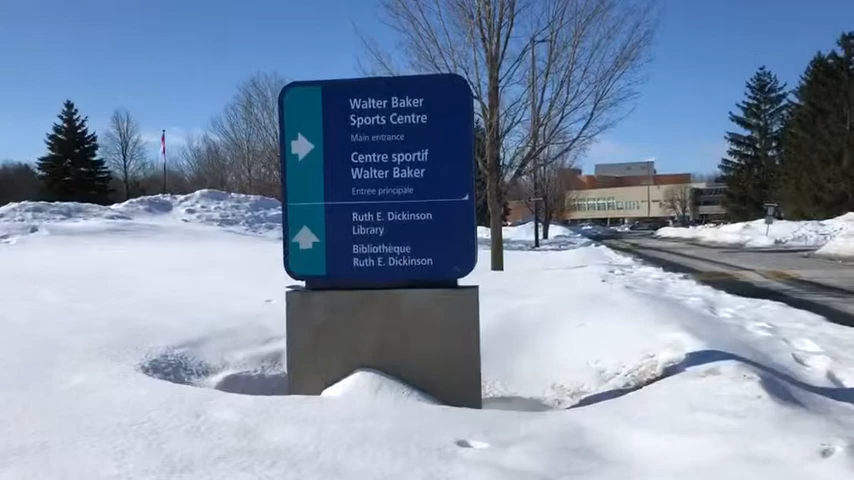 Walter Baker
Sports Centre
Main entrance
Centre sportif
Walter Baker
Entrée principale
Ruth E. Dickinson
Library
Bibliothèque
Ruth E. Dickinson